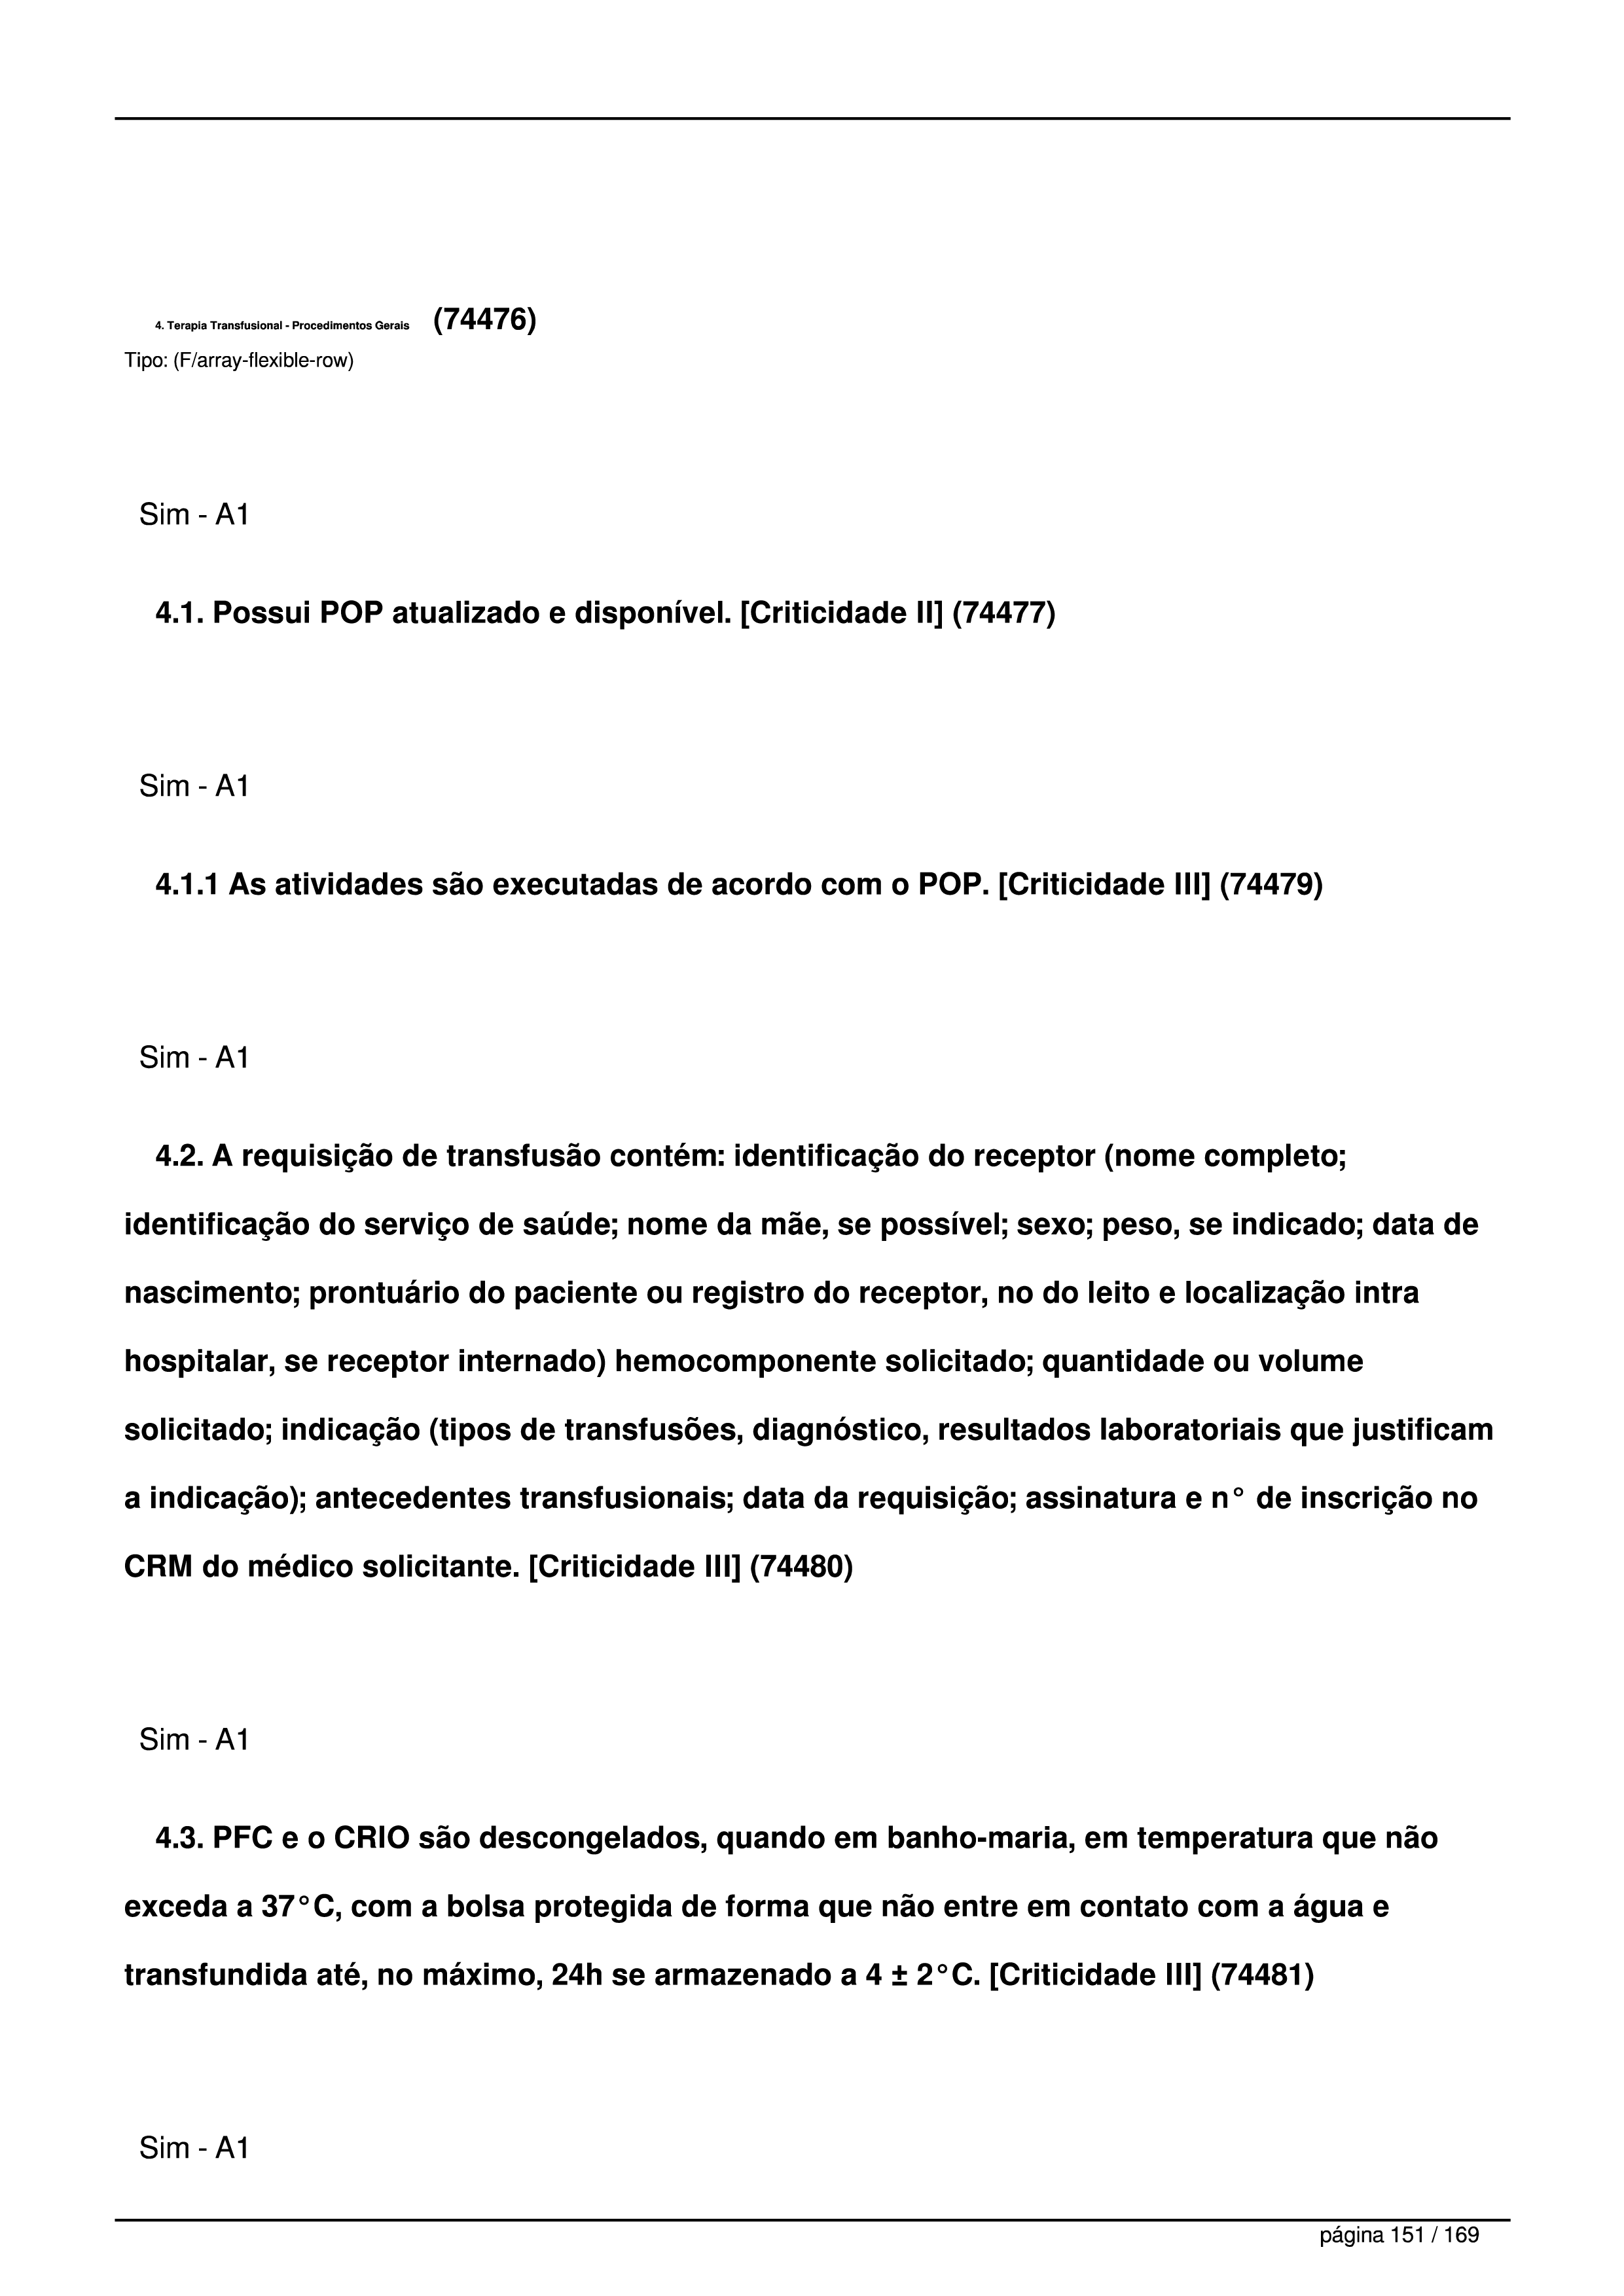 4. Terapia Transfusional - Procedimentos Gerais (74476)
Tipo: (F/array-flexible-row)
Sim - A1
4.1. Possui POP atualizado e disponível. [Criticidade II] (74477)
Sim - A1
4.1.1 As atividades são executadas de acordo com o POP. [Criticidade III] (74479)
Sim - A1
4.2. A requisição de transfusão contém: identificação do receptor (nome completo;
identificação do serviço de saúde; nome da mãe, se possível; sexo; peso, se indicado; data de
nascimento; prontuário do paciente ou registro do receptor, no do leito e localização intra
hospitalar, se receptor internado) hemocomponente solicitado; quantidade ou volume
solicitado; indicação (tipos de transfusões, diagnóstico, resultados laboratoriais que justificam
a indicação); antecedentes transfusionais; data da requisição; assinatura e n° de inscrição no
CRM do médico solicitante. [Criticidade III] (74480)
Sim - A1
4.3. PFC e o CRIO são descongelados, quando em banho-maria, em temperatura que não
exceda a 37°C, com a bolsa protegida de forma que não entre em contato com a água e
transfundida até, no máximo, 24h se armazenado a 4 ± 2°C. [Criticidade III] (74481)
Sim - A1
página 151 / 169